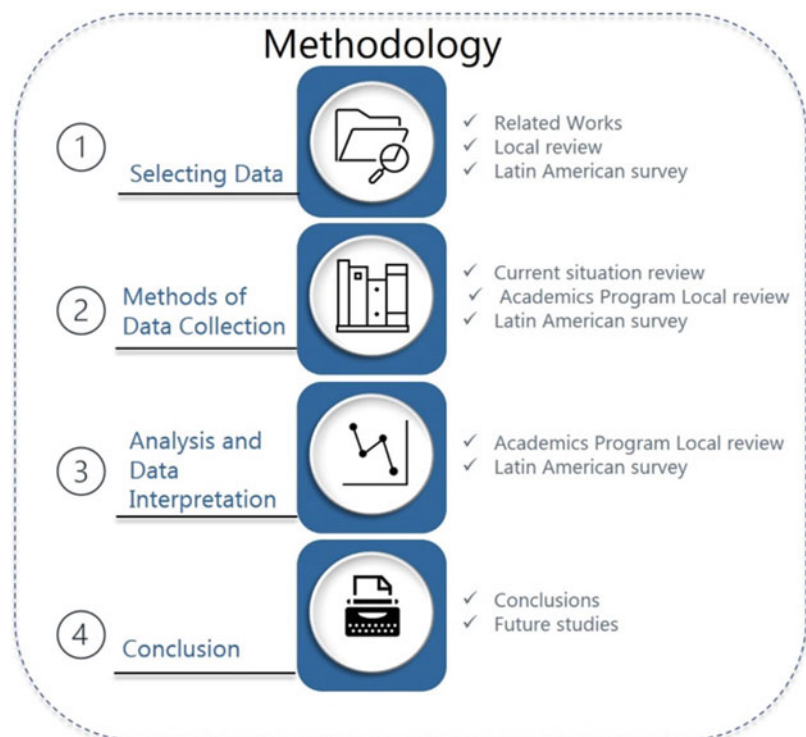 Methodology
1
Selecting Data
✓ Related Works
✓ Local review
✓ Latin American survey
2
Methods of
Data Collection
✓ Current situation review
✓ Academics Program Local review
✓ Latin American survey
3
Analysis and
Data
Interpretation
✓ Academics Program Local review
✓ Latin American survey
4
Conclusion
✓ Conclusions
✓ Future studies